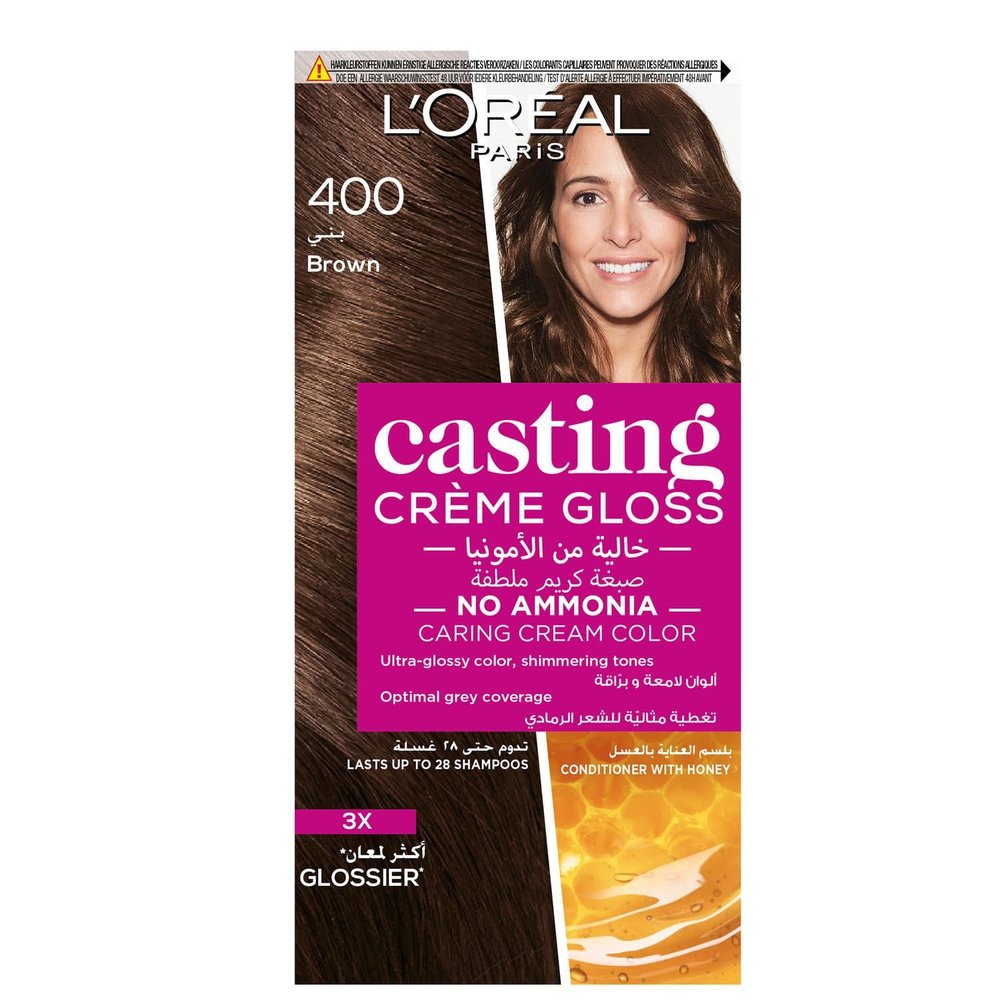 HAARKLEURSTOFFEN KUNNEN ERNSTIGE ALLERGISCHE REACTIES VEROORZAKEN / LES COLORANTS CAPILLAIRES PEUVENT PROVOQUER DES RÉACTIONS ALLERGIQUES
DOE EEN ALLERGIE WAARSCHUWINGSTEST 48 UUR VÓÓR IEDERE KLEURBEHANDELING / TEST D'ALERTE ALLERGIE À EFFECTUER IMPÉRATIVEMENT 48H AVANT
L'ORÉAL
PARIS
400
بني
Brown
casting
CRÈME GLOSS
خالية من الأمونيا
صبغة كريم ملطفة
NO AMMONIA
CARING CREAM COLOR
Ultra-glossy color, shimmering tones
ألوان لامعة و برّاقة
Optimal grey coverage
تغطية مثاليّة للشعر الرمادي
تدوم حتى ٢٨ غسلة
LASTS UP TO 28 SHAMPOOS
بلسم العناية بالعسل
CONDITIONER WITH HONEY
3X
أكثر لمعان*
GLOSSIER*